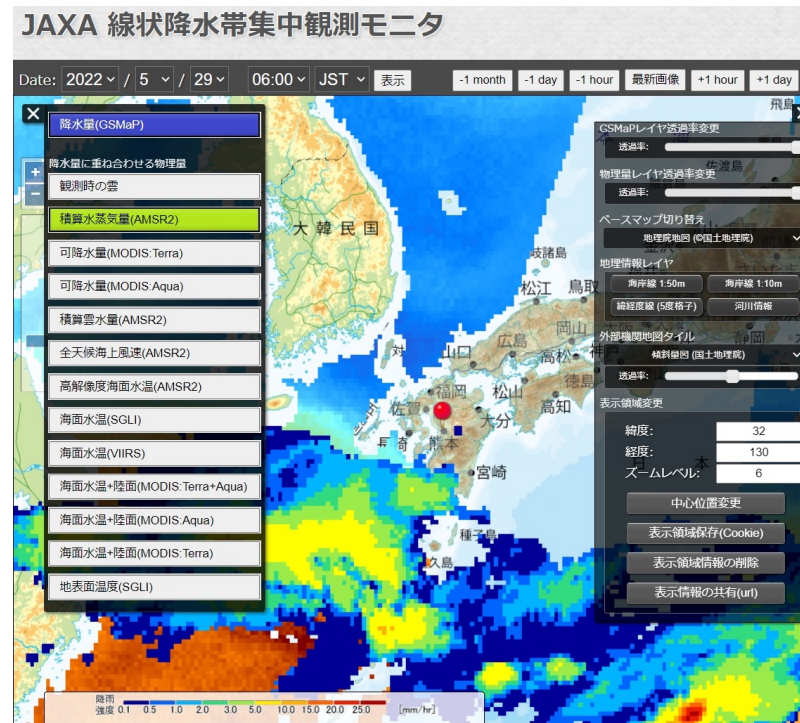 JAXA 線状降水帯集中観測モニタ
Date: 2022 / 5 / 29 06:00 JST 表示 -1 month -1 day -1 hour 最新画像 +1 hour +1 day
降水量(GSMaP)
降水量に重ね合わせる物理量
観測時の雲
積算水蒸気量(AMSR2)
可降水量(MODIS:Terra)
可降水量(MODIS:Aqua)
積算雲水量(AMSR2)
全天候海上風速(AMSR2)
高解像度海面水温(AMSR2)
海面水温(SGLI)
海面水温(VIIRS)
海面水温+陸面(MODIS:Terra+Aqua)
海面水温+陸面(MODIS:Aqua)
海面水温+陸面(MODIS:Terra)
地表面温度(SGLI)
大韓民国
岐諸島
松江
鳥取
岡山
広島
山口
高松
神戸
対
徳島
福岡
松山
高知
佐賀
大分
長崎
熊本
宮崎
種子島
久島
飛島
佐渡島
GSMaPレイヤ透過率変更
透過率:
物理量レイヤ透過率変更
透過率:
ベースマップ切り替え
地理院地図 (©国土地理院)
地理情報レイヤ
海岸線 1:50m 海岸線 1:10m
緯経度線 (5度格子) 河川情報
静岡
外部機関地図タイル
傾斜量図 (国土地理院)
透過率:
表示領域変更
緯度: 32
経度: 130
ズームレベル: 6
本
中心位置変更
表示領域保存(Cookie)
表示領域情報の削除
表示情報の共有(url)
降雨
強度 0.1 0.5 1.0 2.0 3.0 5.0 10.0 15.0 20.0 25.0 [mm/hr]